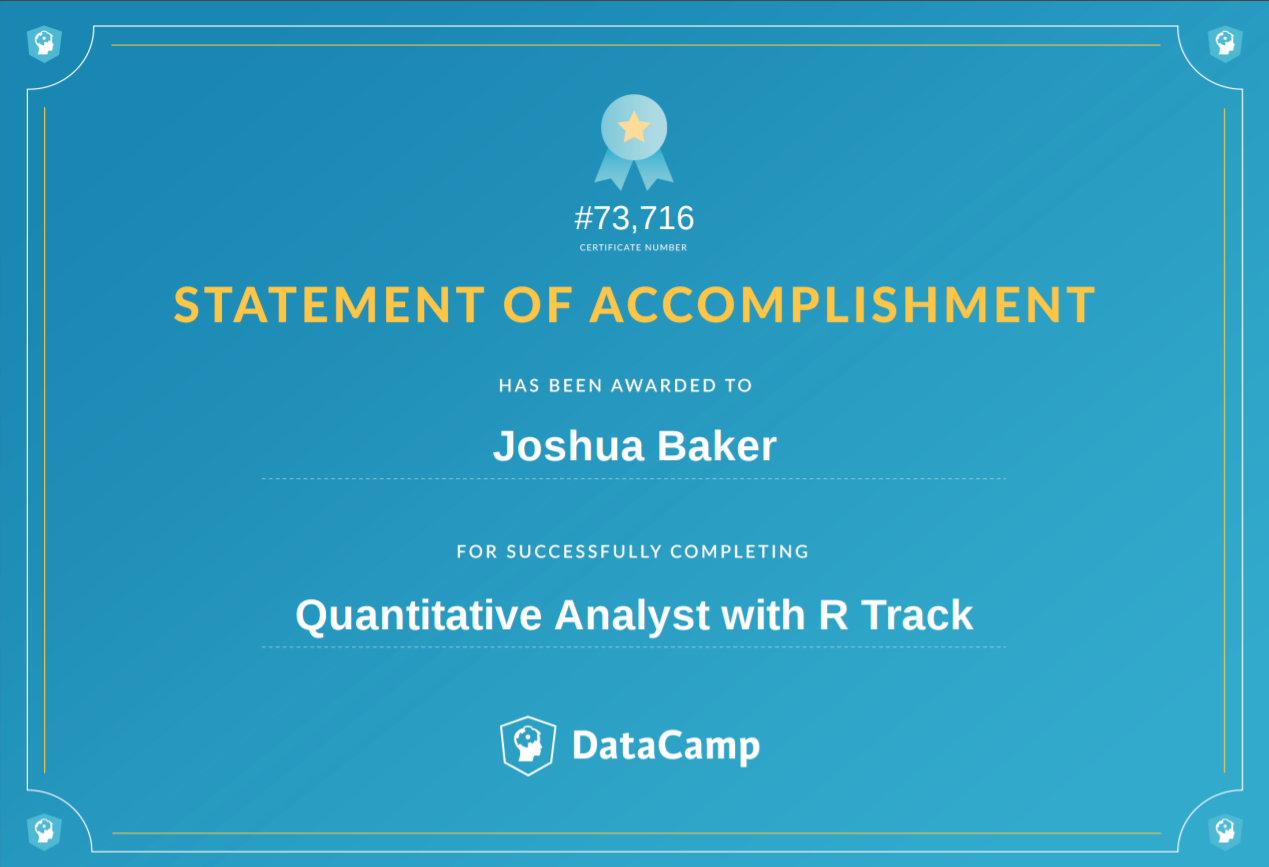 #73,716
CERTIFICATE NUMBER
STATEMENT OF ACCOMPLISHMENT
HAS BEEN AWARDED TO
Joshua Baker
FOR SUCCESSFULLY COMPLETING
Quantitative Analyst with R Track
DataCamp